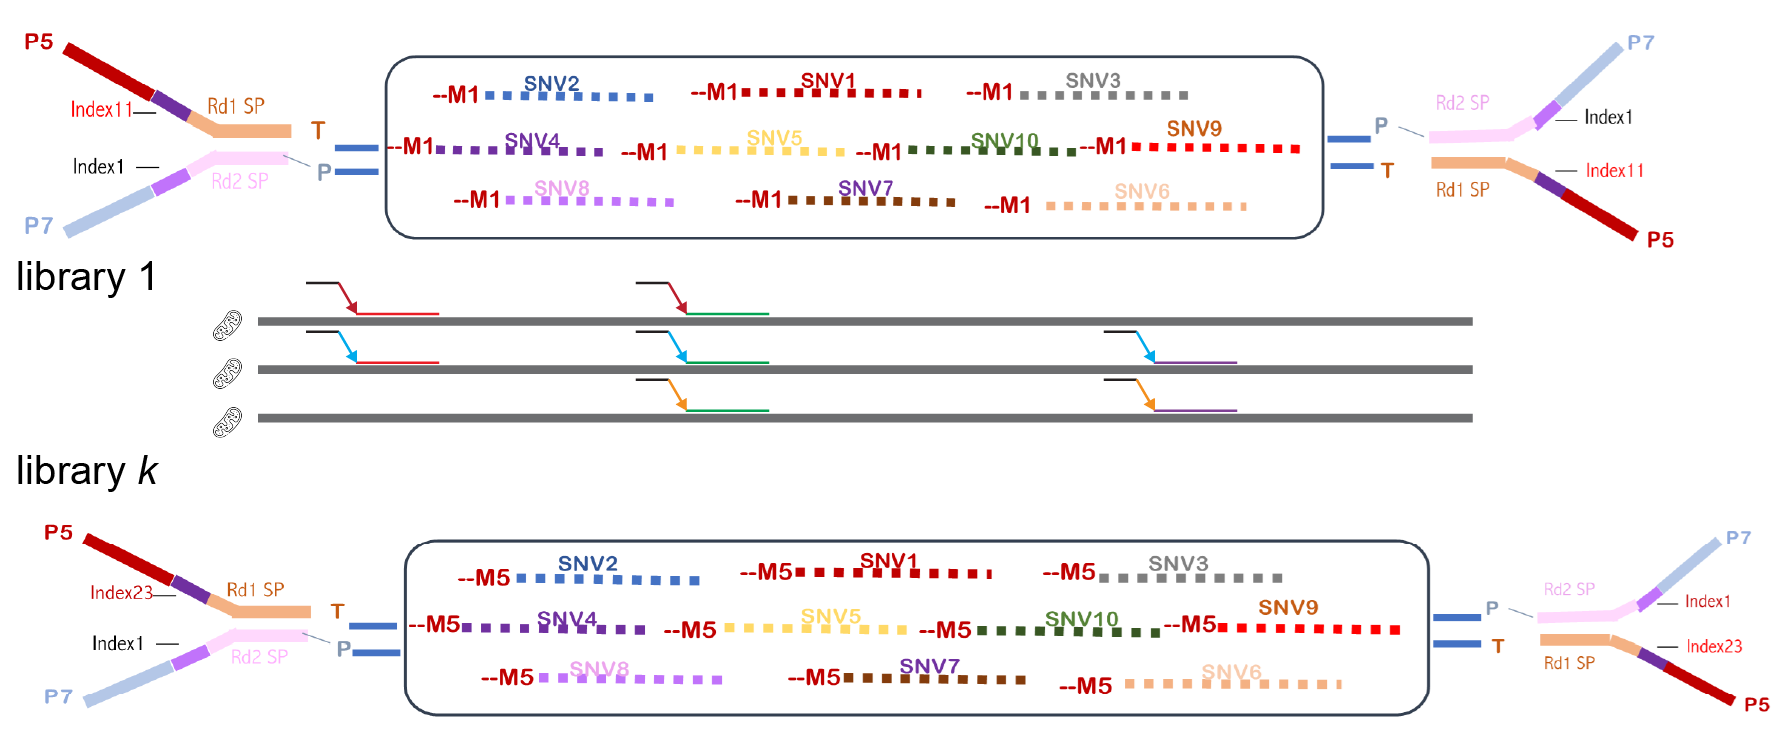 P5
P7
SNV2
SNV1
SNV3
--M1
--M1
--M1
Index11
Rd1 SP
Rd2 SP
Index1
T
P
SNV4
SNV5
SNV10
SNV9
--M1
--M1
--M1
--M1
Index1
P
Rd2 SP
T
Rd1 SP
Index11
SNV8
SNV7
SNV6
--M1
--M1
--M1
P7
P5
library 1
library k
P5
P7
SNV2
SNV1
SNV3
--M5
--M5
--M5
Index23
Rd1 SP
Rd2 SP
Index1
T
P
SNV4
SNV5
SNV10
SNV9
--M5
--M5
--M5
--M5
Index1
P
Rd2 SP
T
Rd1 SP
Index23
SNV8
SNV7
SNV6
--M5
--M5
--M5
P7
P5